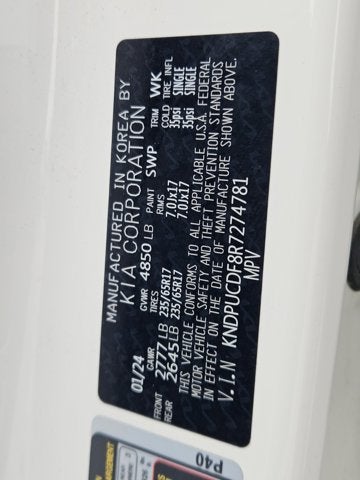 MANUFACTURED IN KOREA BY
KIA CORPORATION
01/24 GVWR 4850 LB PAINT SWP TRIM WK
GAWR TIRES RIMS COLD TIRE INFL
FRONT 2777 LB 235/65R17 7.0Jx17 35psi SINGLE
REAR 2645 LB 235/65R17 7.0Jx17 35psi SINGLE
THIS VEHICLE CONFORMS TO ALL APPLICABLE U.S.A. FEDERAL
MOTOR VEHICLE SAFETY AND THEFT PREVENTION STANDARDS
IN EFFECT ON THE DATE OF MANUFACTURE SHOWN ABOVE.
V.I.N KNDPUCDF8R7274781
MPV
P40